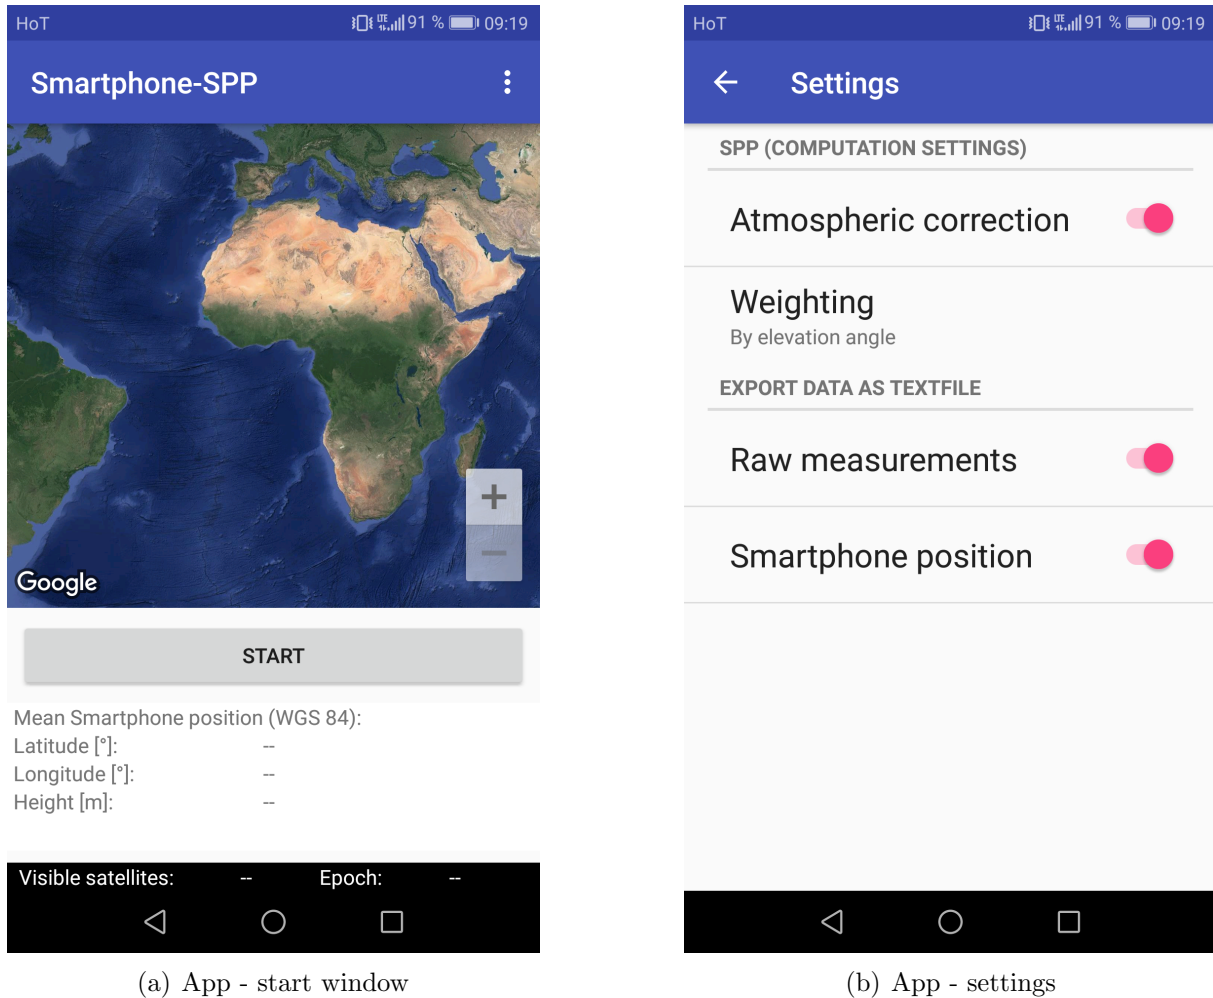 HoT LTE 91 % 09:19
Smartphone-SPP
Google
START
Mean Smartphone position (WGS 84):
Latitude [°]: --
Longitude [°]: --
Height [m]: --
Visible satellites: -- Epoch: --
(a) App - start window
HoT LTE 91 % 09:19
Settings
SPP (COMPUTATION SETTINGS)
Atmospheric correction
Weighting
By elevation angle
EXPORT DATA AS TEXTFILE
Raw measurements
Smartphone position
(b) App - settings